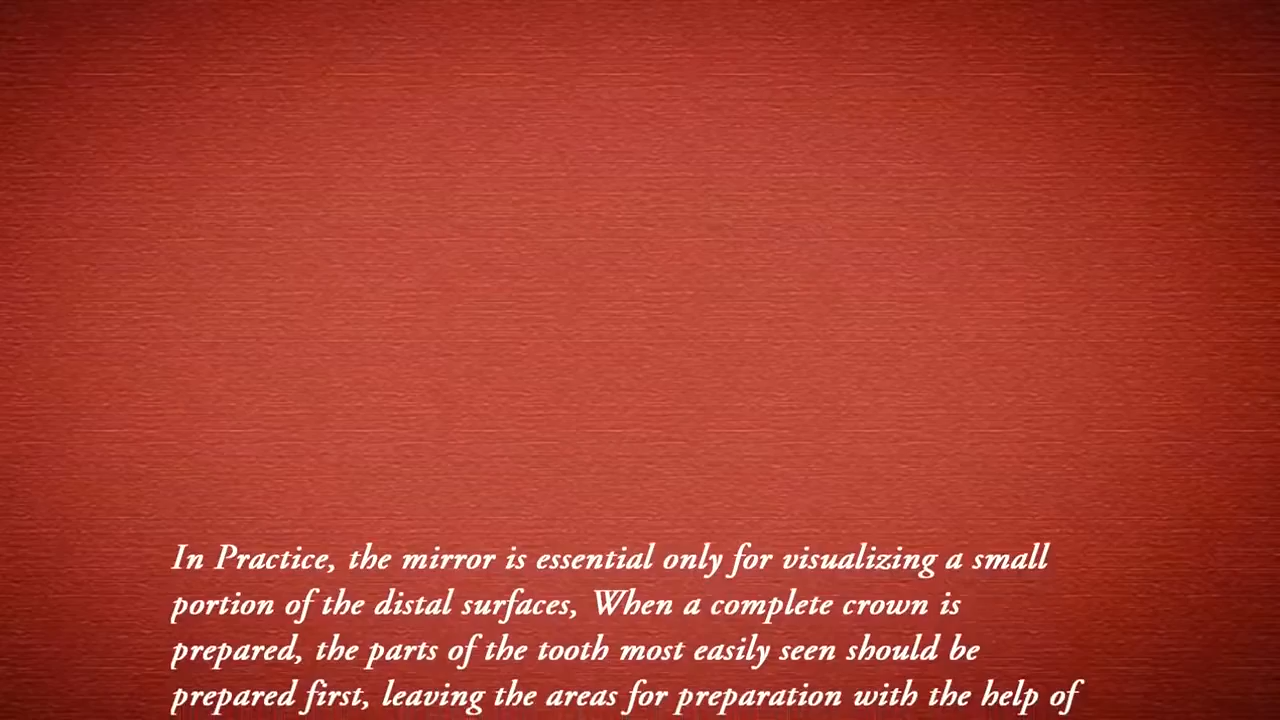 In Practice, the mirror is essential only for visualizing a small
portion of the distal surfaces, When a complete crown is
prepared, the parts of the tooth most easily seen should be
prepared first, leaving the areas for preparation with the help of